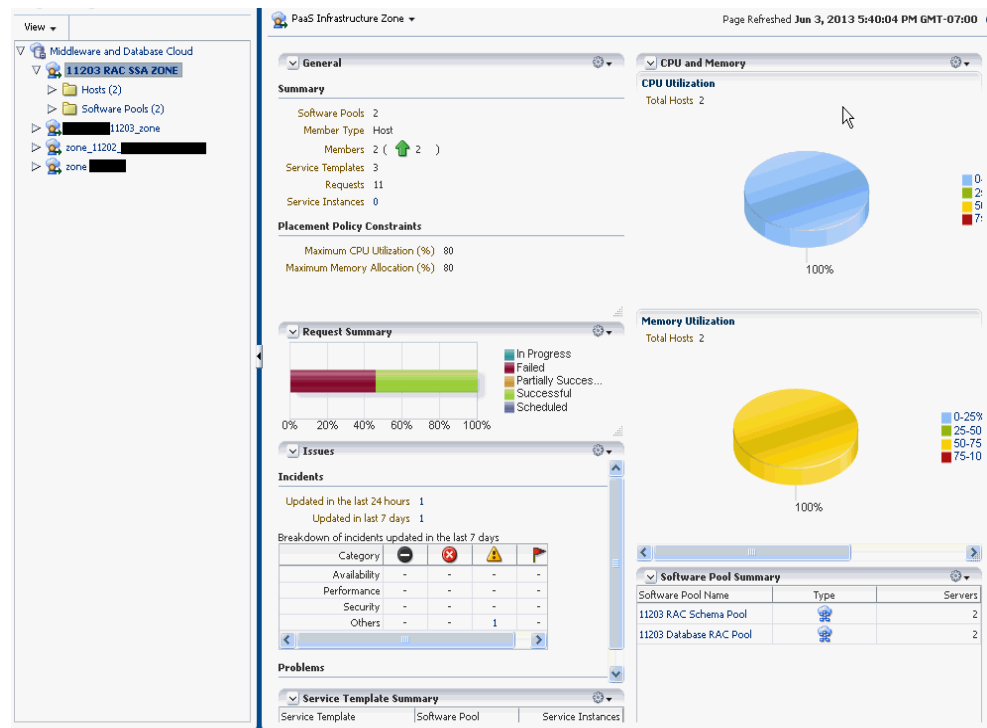 View
Middleware and Database Cloud
11203 RAC SSA ZONE
Hosts (2)
Software Pools (2)
11203_zone
zone_11202_
zone
PaaS Infrastructure Zone
Page Refreshed Jun 3, 2013 5:40:04 PM GMT-07:00
General
Summary
Software Pools 2
Member Type Host
Members 2 ( 2 )
Service Templates 3
Requests 11
Service Instances 0
Placement Policy Constraints
Maximum CPU Utilization (%) 80
Maximum Memory Allocation (%) 80
Request Summary
In Progress
Failed
Partially Succes...
Successful
Scheduled
0% 20% 40% 60% 80% 100%
Issues
Incidents
Updated in the last 24 hours 1
Updated in last 7 days 1
Breakdown of incidents updated in the last 7 days
Category
Availability - - - -
Performance - - - -
Security - - - -
Others - - 1 -
Problems
Service Template Summary
Service Template Software Pool Service Instances
CPU and Memory
CPU Utilization
Total Hosts 2
0-
100%
Memory Utilization
Total Hosts 2
0-25%
25-50
50-75
75-10
100%
Software Pool Summary
Software Pool Name Type Servers
11203 RAC Schema Pool 2
11203 Database RAC Pool 2